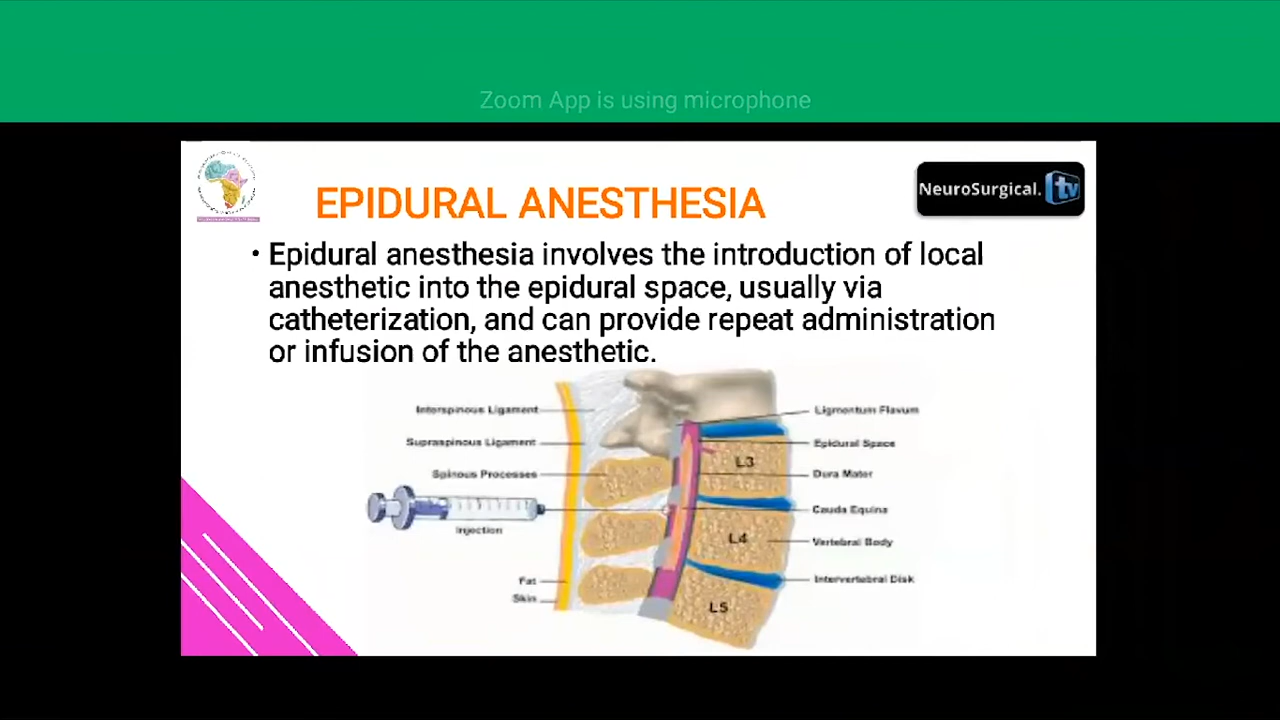 Zoom App is using microphone
NeuroSurgical.tv
EPIDURAL ANESTHESIA
• Epidural anesthesia involves the introduction of local
anesthetic into the epidural space, usually via
catheterization, and can provide repeat administration
or infusion of the anesthetic.
Interspinous Ligament
Supraspinous Ligament
Spinous Processes
Injection
Fat
Skin
Ligmentum Flavum
Epidural Space
Dura Mater
Cauda Equina
Vertebral Body
Intervertebral Disk
L3
L4
L5